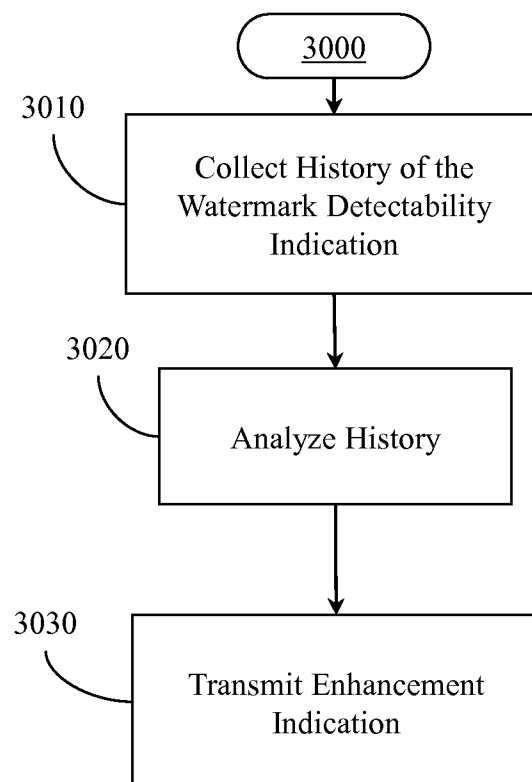 3000
3010
Collect History of the
Watermark Detectability
Indication
3020
Analyze History
3030
Transmit Enhancement
Indication